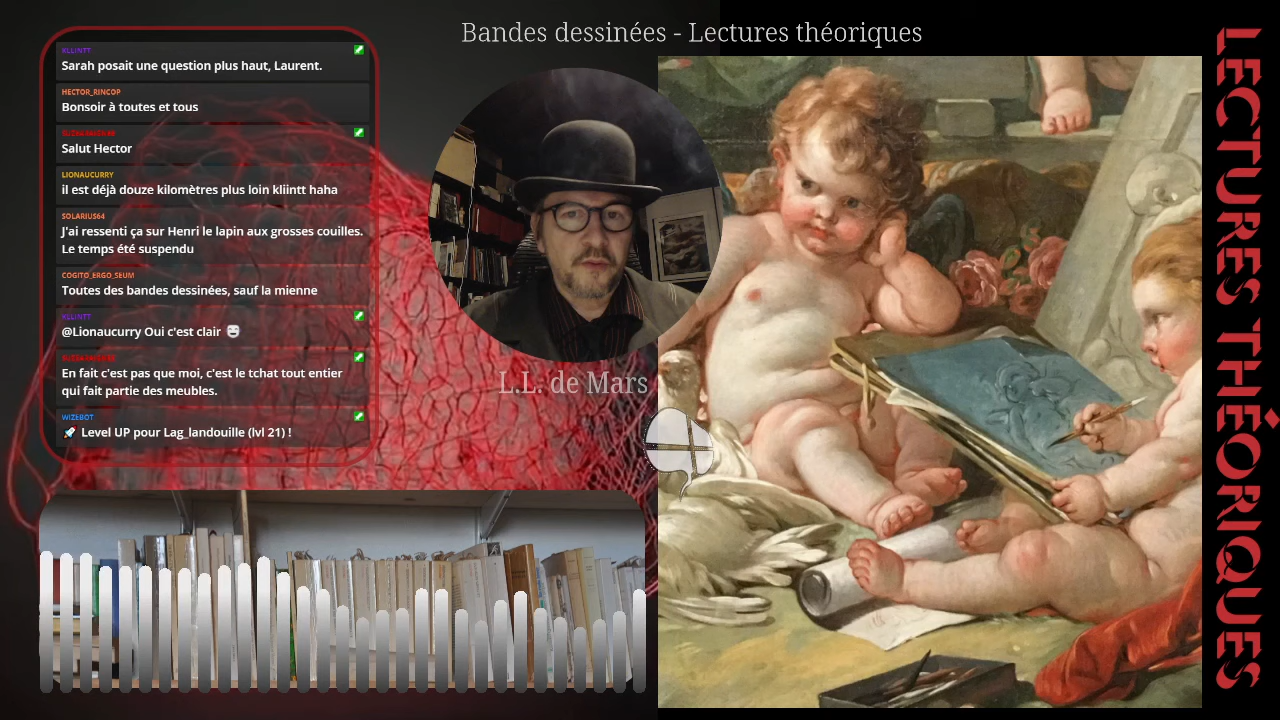 Bandes dessinées - Lectures théoriques
KLLINTT
Sarah posait une question plus haut, Laurent.
HECTOR_RINCOP
Bonsoir à toutes et tous
Salut Hector
LIONAUCURRY
il est déjà douze kilomètres plus loin kliintt haha
SOLARIUS64
J'ai ressenti ça sur Henri le lapin aux grosses couilles.
Le temps été suspendu
COGITO_ERGO_SEUM
Toutes des bandes dessinées, sauf la mienne
KLLINTT
@Lionaucurry Oui c'est clair
En fait c'est pas que moi, c'est le tchat tout entier
qui fait partie des meubles.
WIZEBOT
Level UP pour Lag_landouille (lvl 21) !
L.L. de Mars
LECTURES THÉORIQUES